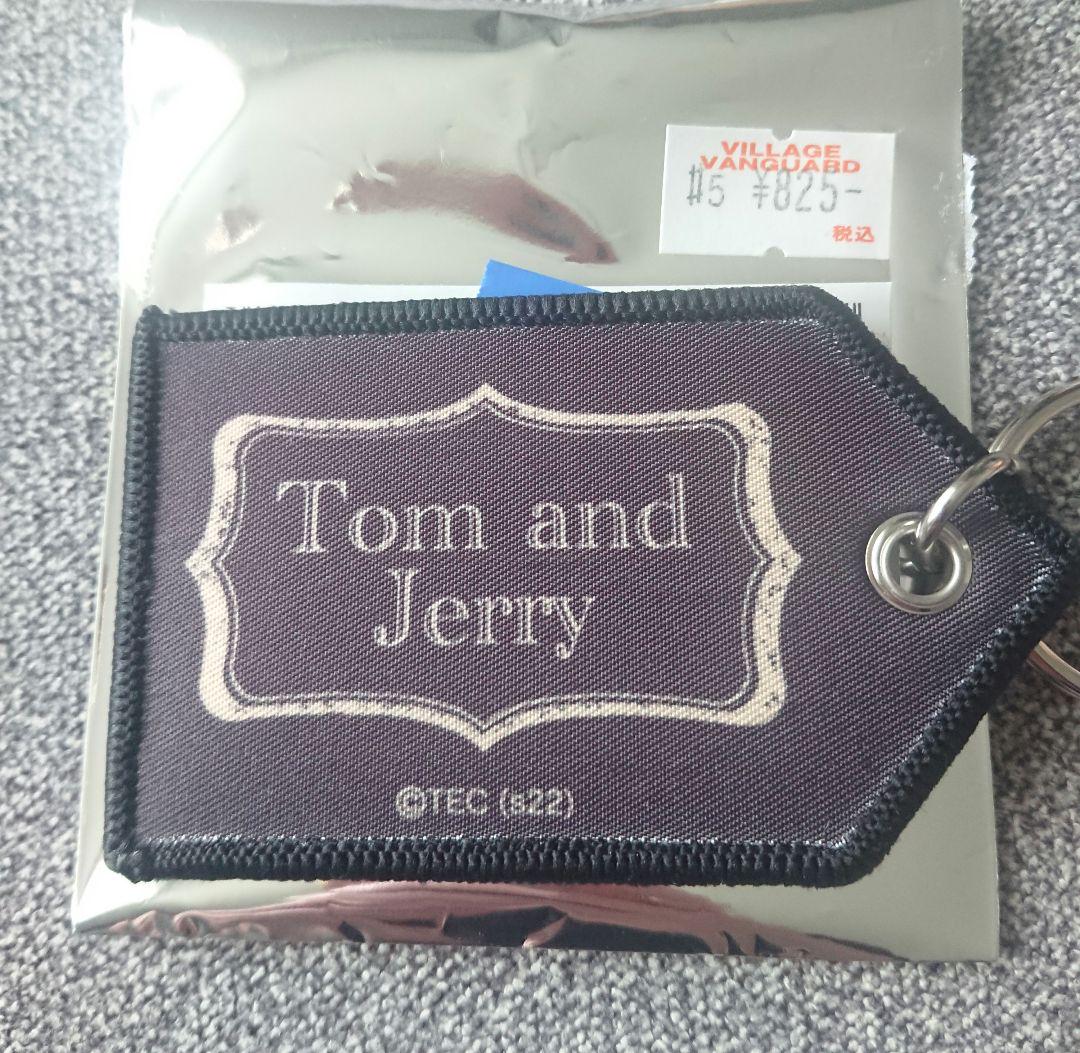 VILLAGE
VANGUARD
#5 ¥825-
税込
Tom and
Jerry
©TEC (s22)